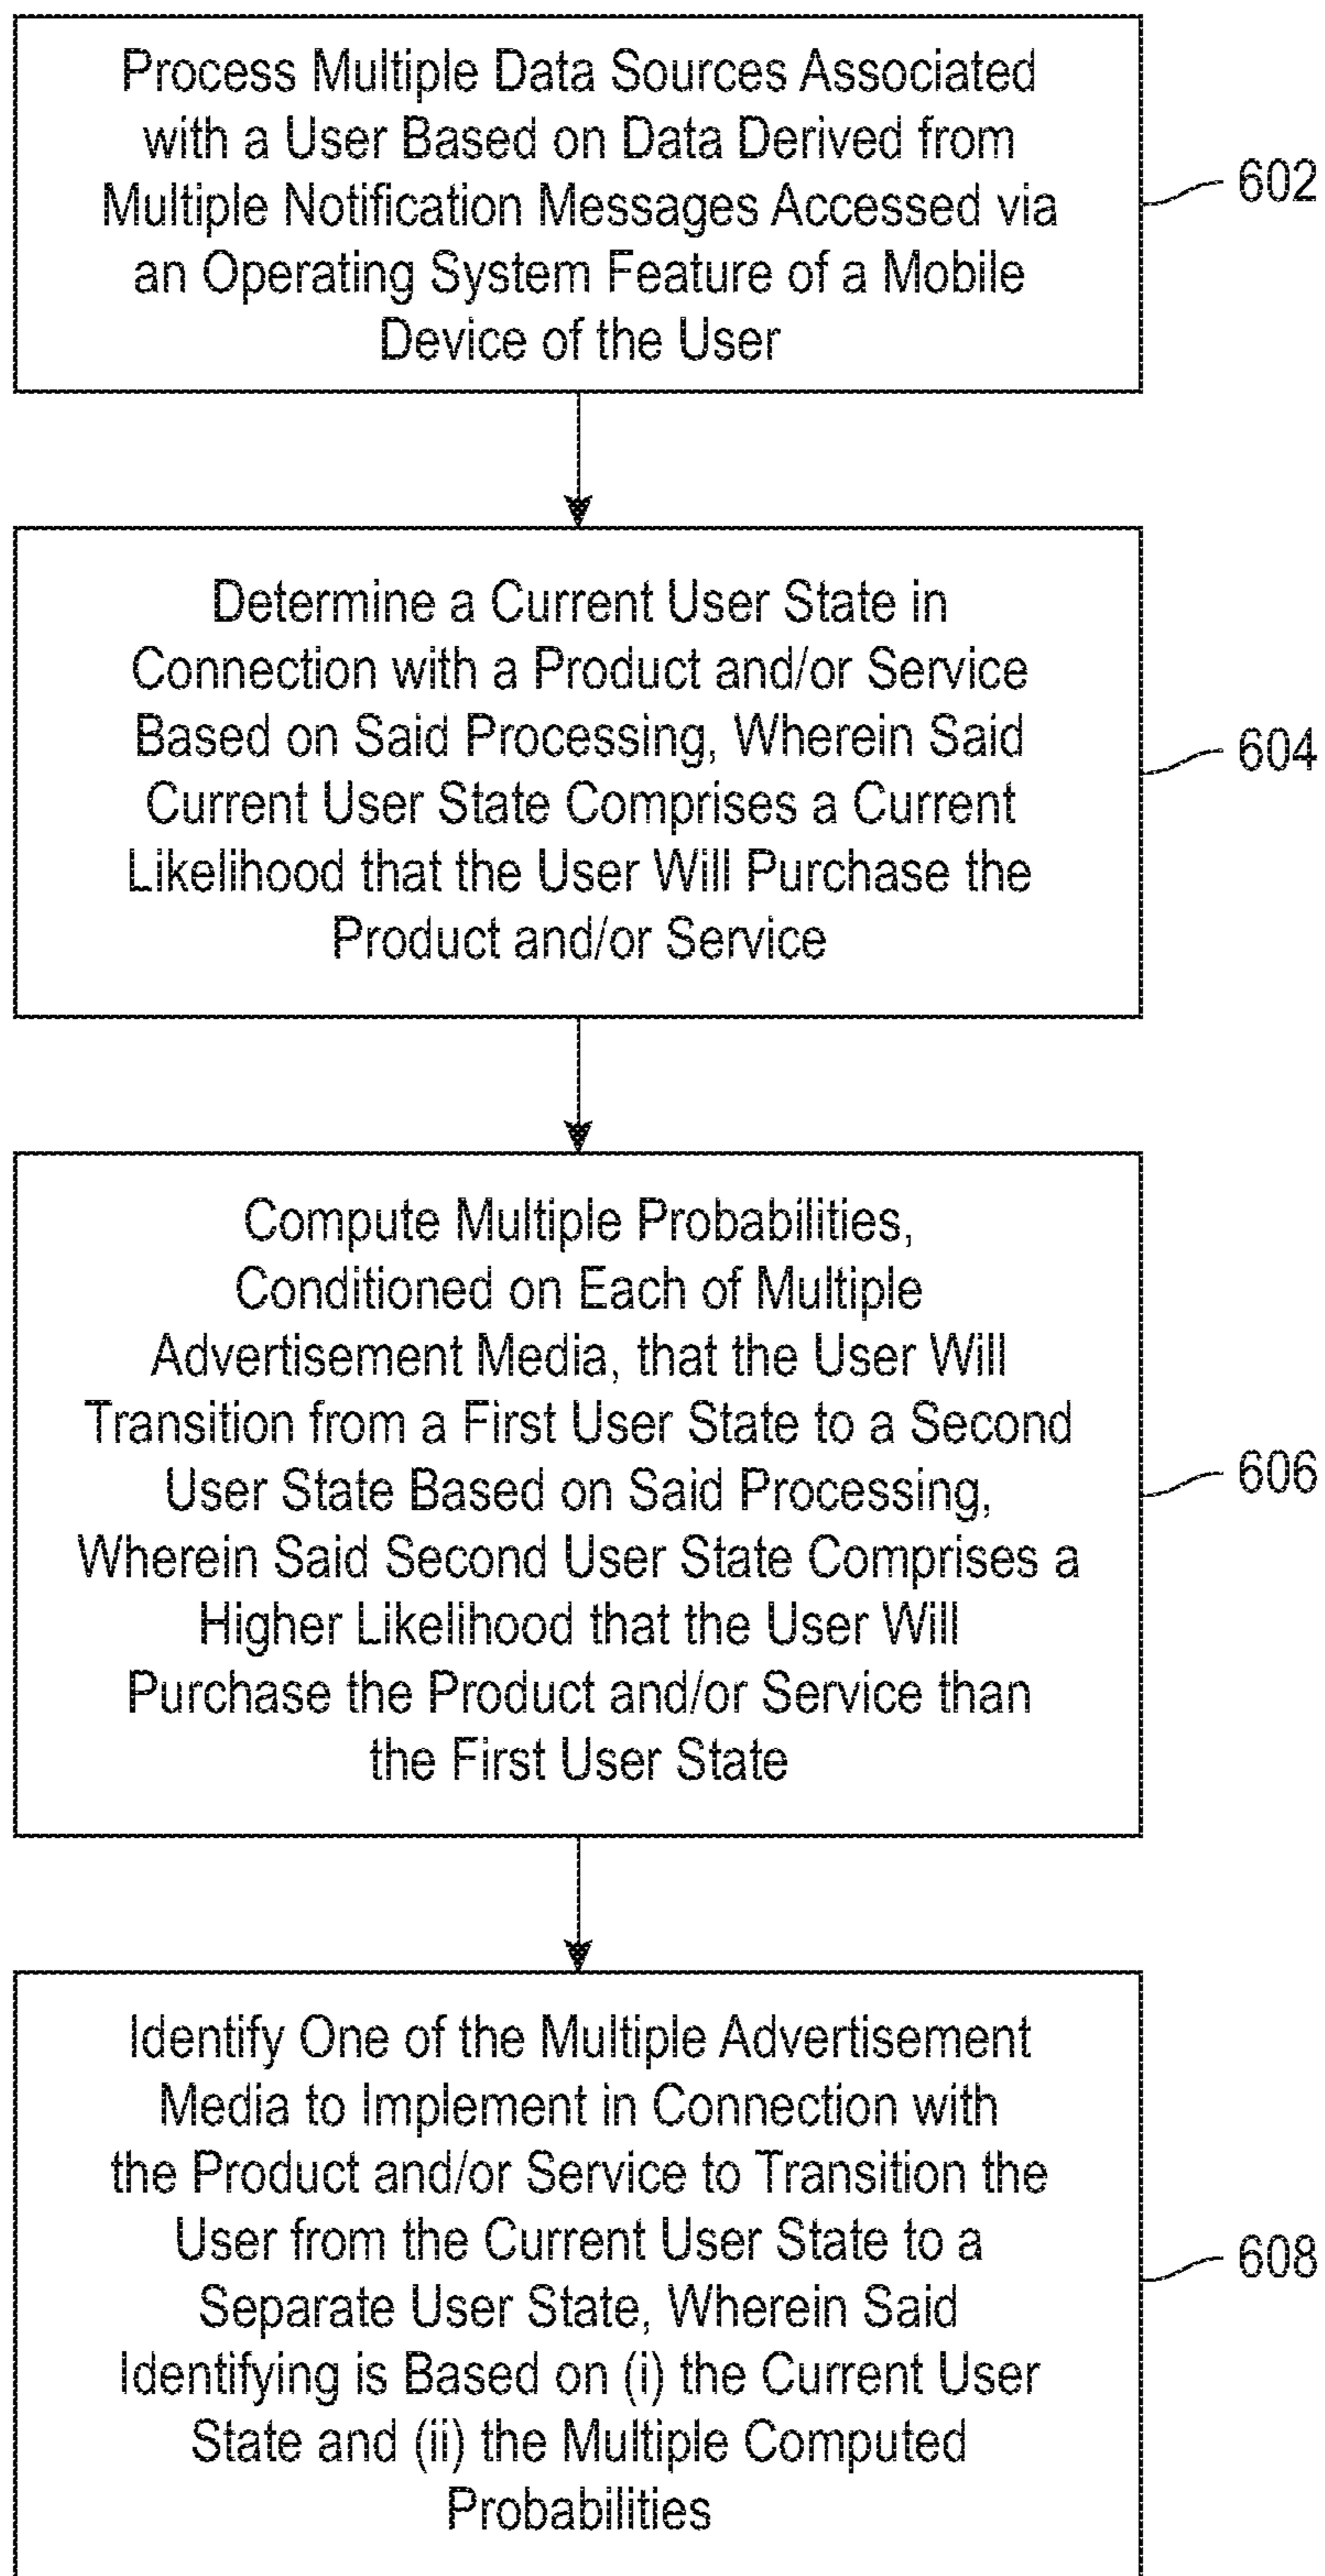 Process Multiple Data Sources Associated
with a User Based on Data Derived from
Multiple Notification Messages Accessed via
an Operating System Feature of a Mobile
Device of the User
602
Determine a Current User State in
Connection with a Product and/or Service
Based on Said Processing, Wherein Said
Current User State Comprises a Current
Likelihood that the User Will Purchase the
Product and/or Service
604
Compute Multiple Probabilities,
Conditioned on Each of Multiple
Advertisement Media, that the User Will
Transition from a First User State to a Second
User State Based on Said Processing,
Wherein Said Second User State Comprises a
Higher Likelihood that the User Will
Purchase the Product and/or Service than
the First User State
606
Identify One of the Multiple Advertisement
Media to Implement in Connection with
the Product and/or Service to Transition the
User from the Current User State to a
Separate User State, Wherein Said
Identifying is Based on (i) the Current User
State and (ii) the Multiple Computed
Probabilities
608